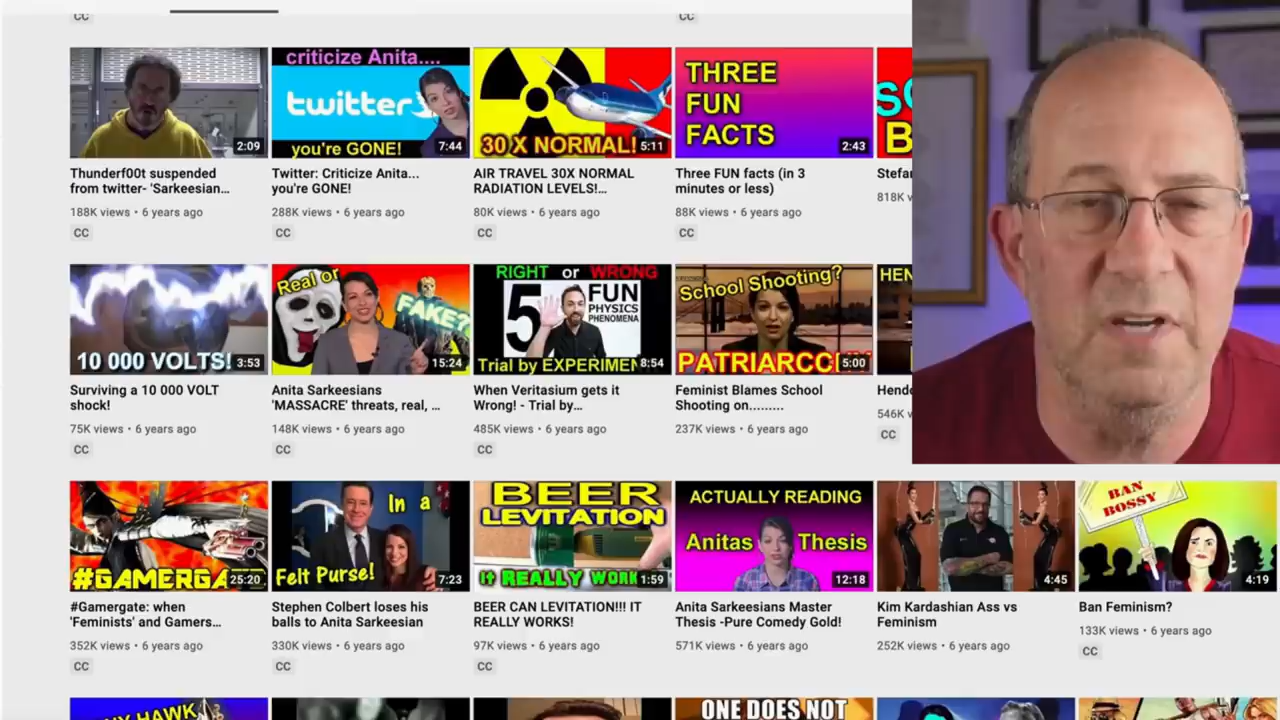 CC
CC
criticize Anita....
twitter
you're GONE!
2:09
7:44
30 X NORMAL!
5:11
THREE
FUN
FACTS
2:43
B
Thunderf00t suspended
from twitter- 'Sarkeesian...
188K views • 6 years ago
CC
Twitter: Criticize Anita...
you're GONE!
288K views • 6 years ago
CC
AIR TRAVEL 30X NORMAL
RADIATION LEVELS!...
80K views • 6 years ago
CC
Three FUN facts (in 3
minutes or less)
88K views • 6 years ago
CC
Stefa
818K v
10 000 VOLTS!
3:53
Real or
FAKE?
15:24
RIGHT or WRONG
5 FUN
PHYSICS
PHENOMENA
Trial by EXPERIMEN
8:54
School Shooting?
PATRIARCC
5:00
HEN
Surviving a 10 000 VOLT
shock!
75K views • 6 years ago
CC
Anita Sarkeesians
'MASSACRE' threats, real, ...
148K views • 6 years ago
CC
When Veritasium gets it
Wrong! - Trial by...
485K views • 6 years ago
CC
Feminist Blames School
Shooting on.........
237K views • 6 years ago
CC
Hend
546K v
CC
#GAMERGA
25:20
In a
Felt Purse!
7:23
BEER
LEVITATION
IT REALLY WORK
1:59
ACTUALLY READING
Anitas Thesis
12:18
4:45
BAN
BOSSY
4:19
#Gamergate: when
'Feminists' and Gamers...
352K views • 6 years ago
CC
Stephen Colbert loses his
balls to Anita Sarkeesian
330K views • 6 years ago
CC
BEER CAN LEVITATION!!! IT
REALLY WORKS!
97K views • 6 years ago
CC
Anita Sarkeesians Master
Thesis -Pure Comedy Gold!
571K views • 6 years ago
Kim Kardashian Ass vs
Feminism
252K views • 6 years ago
Ban Feminism?
133K views • 6 years ago
CC
HAWK
ONE DOES NOT